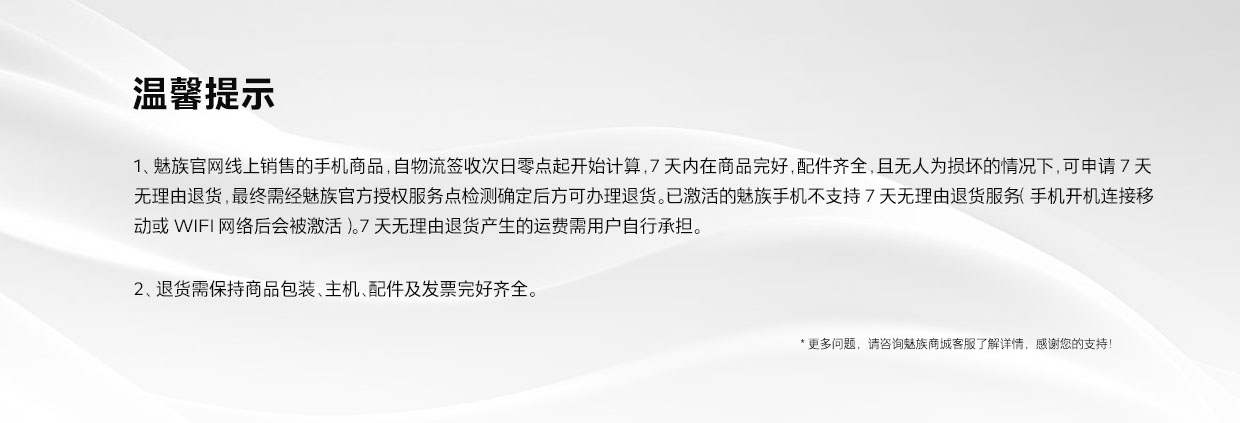 温馨提示
1、魅族官网线上销售的手机商品,自物流签收次日零点起开始计算,7 天内在商品完好,配件齐全,且无人为损坏的情况下,可申请 7 天
无理由退货,最终需经魅族官方授权服务点检测确定后方可办理退货。已激活的魅族手机不支持 7 天无理由退货服务( 手机开机连接移
动或 WIFI 网络后会被激活 )。7 天无理由退货产生的运费需用户自行承担。
2、退货需保持商品包装、主机、配件及发票完好齐全。
* 更多问题，请咨询魅族商城客服了解详情，感谢您的支持!